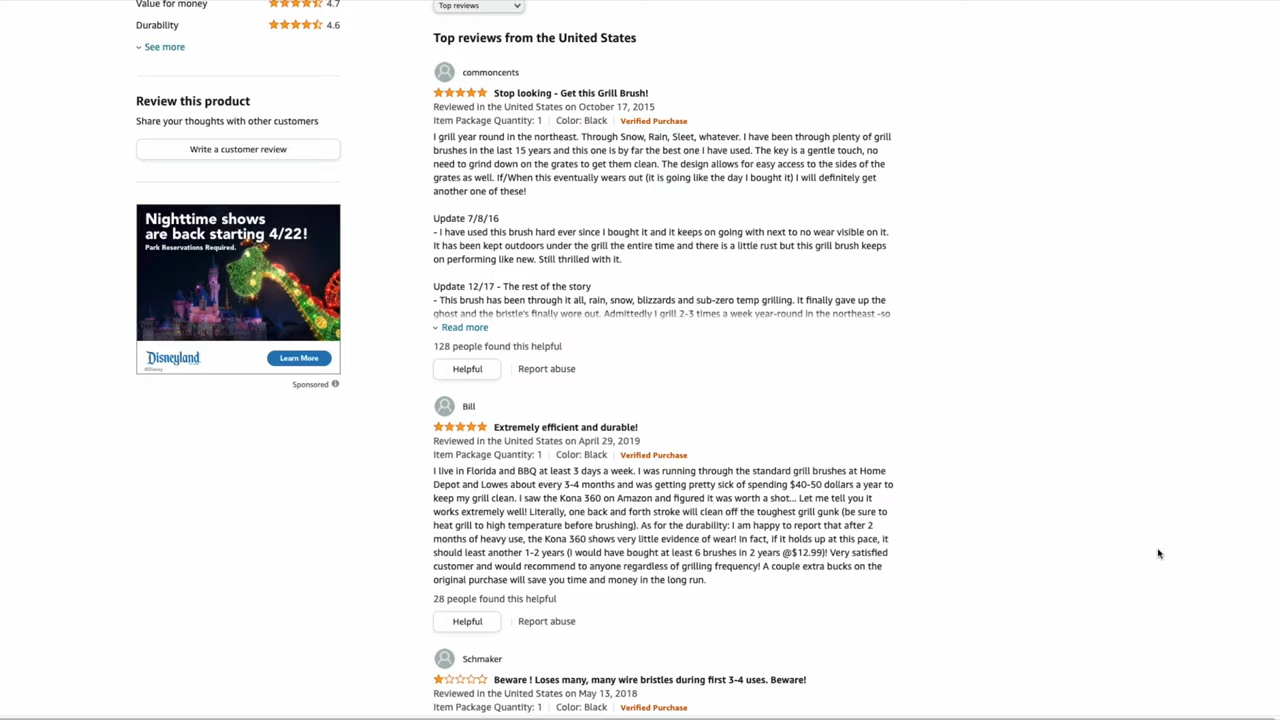 Value for money 4.7
Durability 4.6
See more
Review this product
Share your thoughts with other customers
Write a customer review
Nighttime shows
are back starting 4/22!
Park Reservations Required.
Disneyland
©Disney
Learn More
Sponsored
Top reviews
Top reviews from the United States
commoncents
Stop looking - Get this Grill Brush!
Reviewed in the United States on October 17, 2015
Item Package Quantity: 1 | Color: Black | Verified Purchase
I grill year round in the northeast. Through Snow, Rain, Sleet, whatever. I have been through plenty of grill
brushes in the last 15 years and this one is by far the best one I have used. The key is a gentle touch, no
need to grind down on the grates to get them clean. The design allows for easy access to the sides of the
grates as well. If/When this eventually wears out (it is going like the day I bought it) I will definitely get
another one of these!
Update 7/8/16
- I have used this brush hard ever since I bought it and it keeps on going with next to no wear visible on it.
It has been kept outdoors under the grill the entire time and there is a little rust but this grill brush keeps
on performing like new. Still thrilled with it.
Update 12/17 - The rest of the story
- This brush has been through it all, rain, snow, blizzards and sub-zero temp grilling. It finally gave up the
ghost and the bristle's finally wore out. Admittedly I grill 2-3 times a week year-round in the northeast -so
Read more
128 people found this helpful
Helpful | Report abuse
Bill
Extremely efficient and durable!
Reviewed in the United States on April 29, 2019
Item Package Quantity: 1 | Color: Black | Verified Purchase
I live in Florida and BBQ at least 3 days a week. I was running through the standard grill brushes at Home
Depot and Lowes about every 3-4 months and was getting pretty sick of spending $40-50 dollars a year to
keep my grill clean. I saw the Kona 360 on Amazon and figured it was worth a shot... Let me tell you it
works extremely well! Literally, one back and forth stroke will clean off the toughest grill gunk (be sure to
heat grill to high temperature before brushing). As for the durability: I am happy to report that after 2
months of heavy use, the Kona 360 shows very little evidence of wear! In fact, if it holds up at this pace, it
should least another 1-2 years (I would have bought at least 6 brushes in 2 years @$12.99)! Very satisfied
customer and would recommend to anyone regardless of grilling frequency! A couple extra bucks on the
original purchase will save you time and money in the long run.
28 people found this helpful
Helpful | Report abuse
Schmaker
Beware ! Loses many, many wire bristles during first 3-4 uses. Beware!
Reviewed in the United States on May 13, 2018
Item Package Quantity: 1 | Color: Black | Verified Purchase